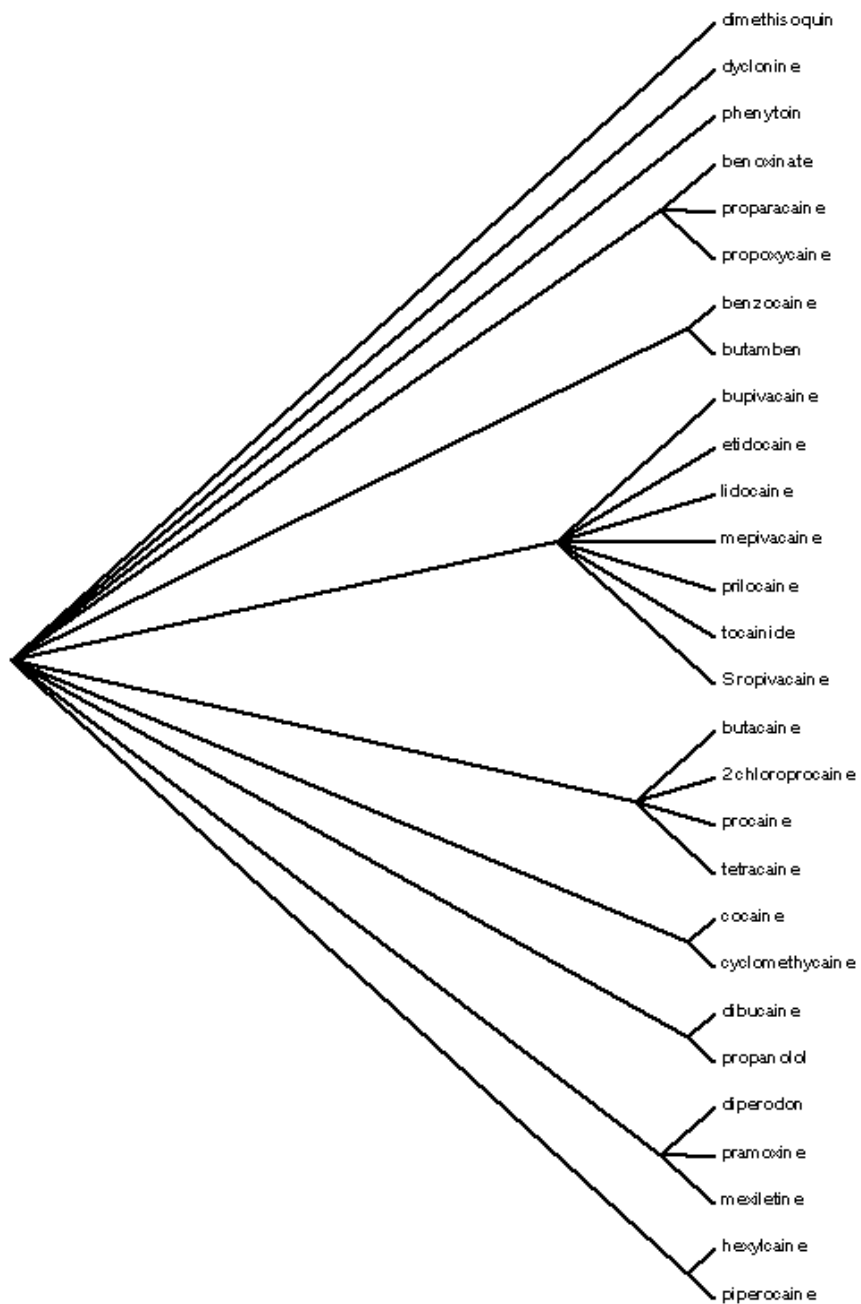 dimethisoquin
dyclonine
phenytoin
benoxinate
proparacaine
propoxycaine
benzocaine
butamben
bupivacaine
etidocaine
lidocaine
mepivacaine
prilocaine
tocainide
Sropivacaine
butacaine
2chloroprocaine
procaine
tetracaine
cocaine
cyclomethycaine
dibucaine
propanolol
diperodon
pramoxine
mexiletine
hexylcaine
piperocaine